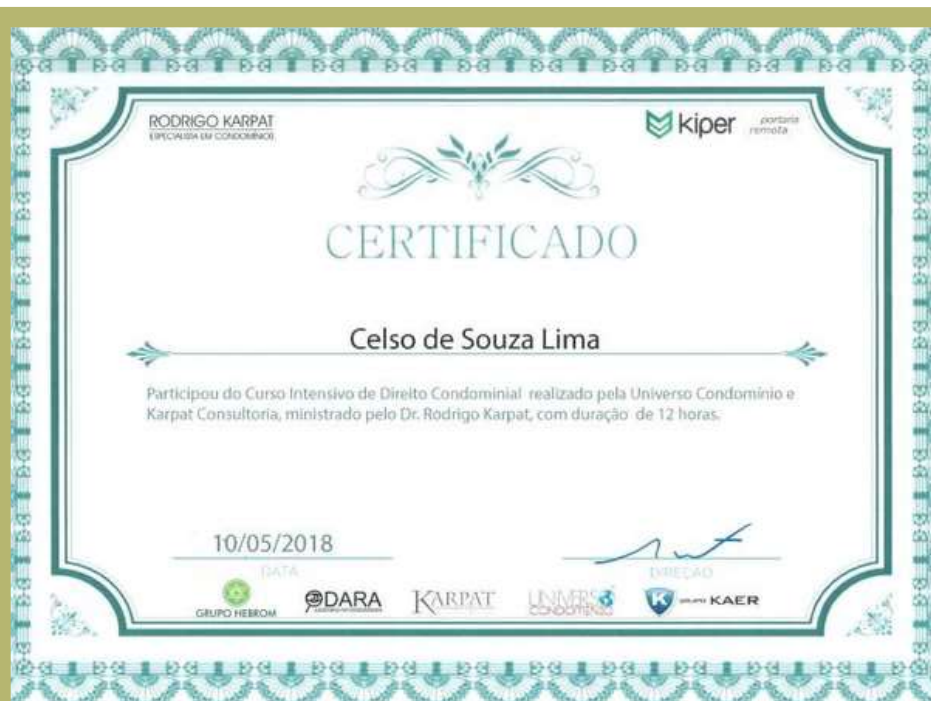 RODRIGO KARPAT
ESPECIALISTA EM CONDOMÍNIOS
kiper portaria remota
CERTIFICADO
Celso de Souza Lima
Participou do Curso Intensivo de Direito Condominial realizado pela Universo Condomínio e
Karpat Consultoria, ministrado pelo Dr. Rodrigo Karpat, com duração de 12 horas.
10/05/2018
DATA
DIREÇÃO
GRUPO HEBROM
DARA
KARPAT
UNIVERSO
CONDOMÍNIO
GRUPO KAER